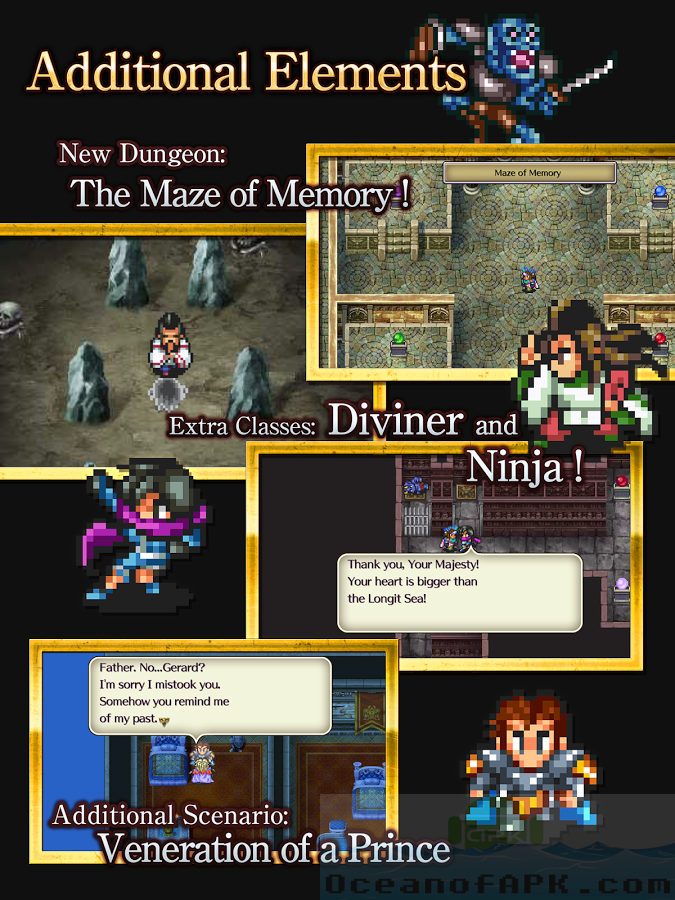 Additional Elements
New Dungeon:
The Maze of Memory!
Maze of Memory
Extra Classes: Diviner and
Ninja!
Thank you, Your Majesty!
Your heart is bigger than
the Longit Sea!
Father. No...Gerard?
I'm sorry I mistook you.
Somehow you remind me
of my past.
Additional Scenario:
Veneration of a Prince
APK
OceanofAPK.com